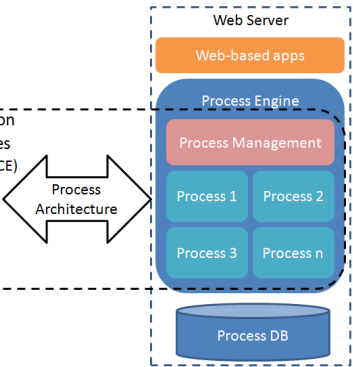 Web Server
Web-based apps
Process Engine
Process Management
Process 1
Process 2
Process 3
Process n
Process DB
Process
Architecture
on
es
CE)